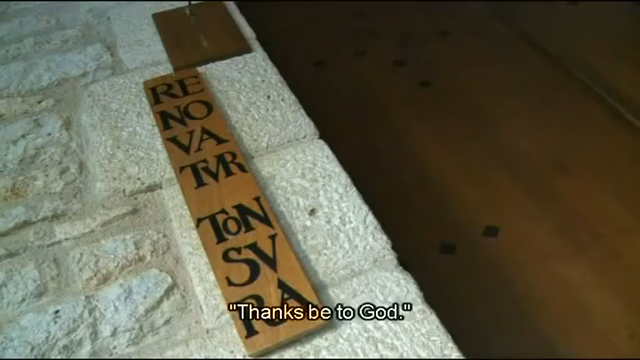 RE
NO
VA
TVR
ToN
SV
RA
"Thanks be to God."